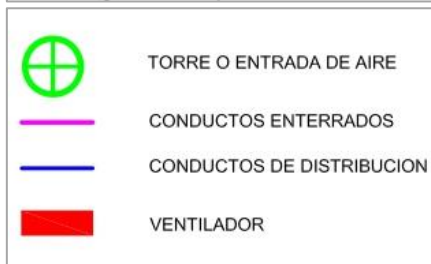 TORRE O ENTRADA DE AIRE
CONDUCTOS ENTERRADOS
CONDUCTOS DE DISTRIBUCION
VENTILADOR